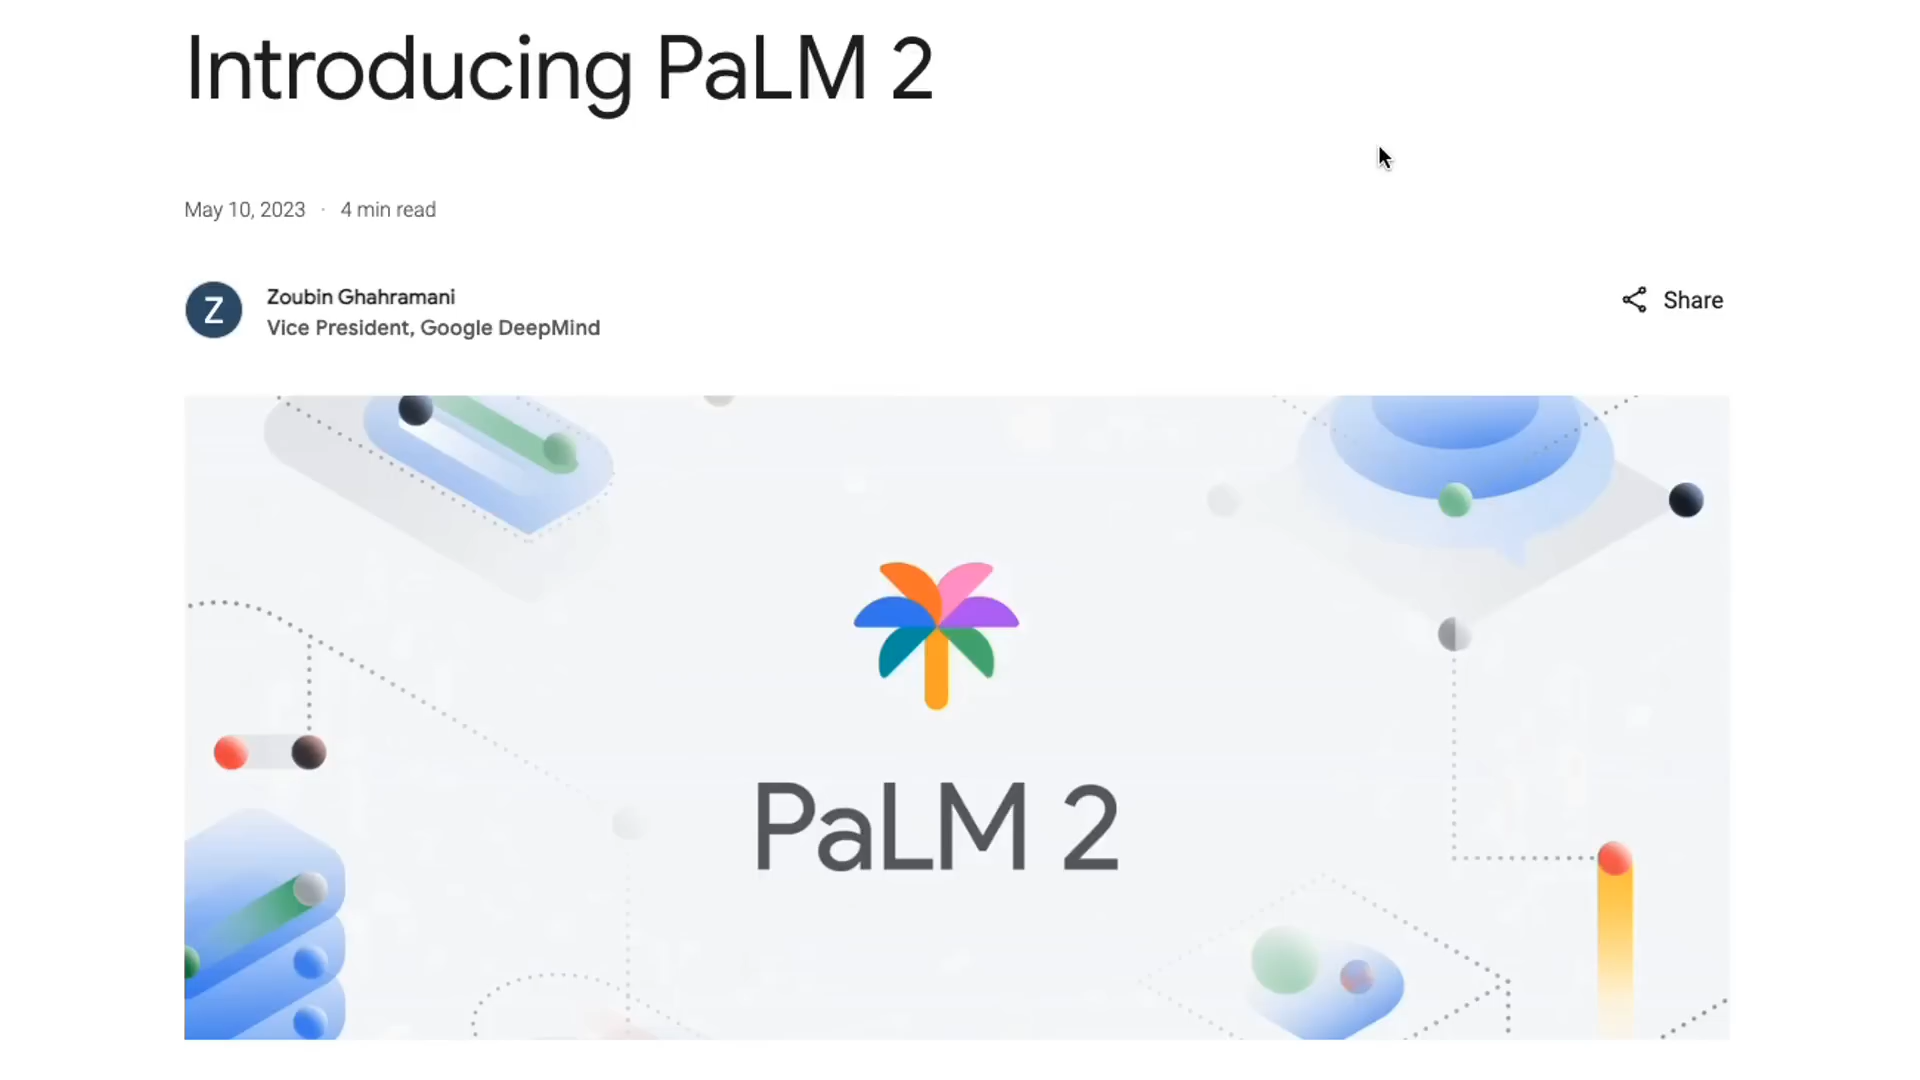 Introducing PaLM 2
May 10, 2023 · 4 min read
Z
Zoubin Ghahramani
Vice President, Google DeepMind
Share
PaLM 2